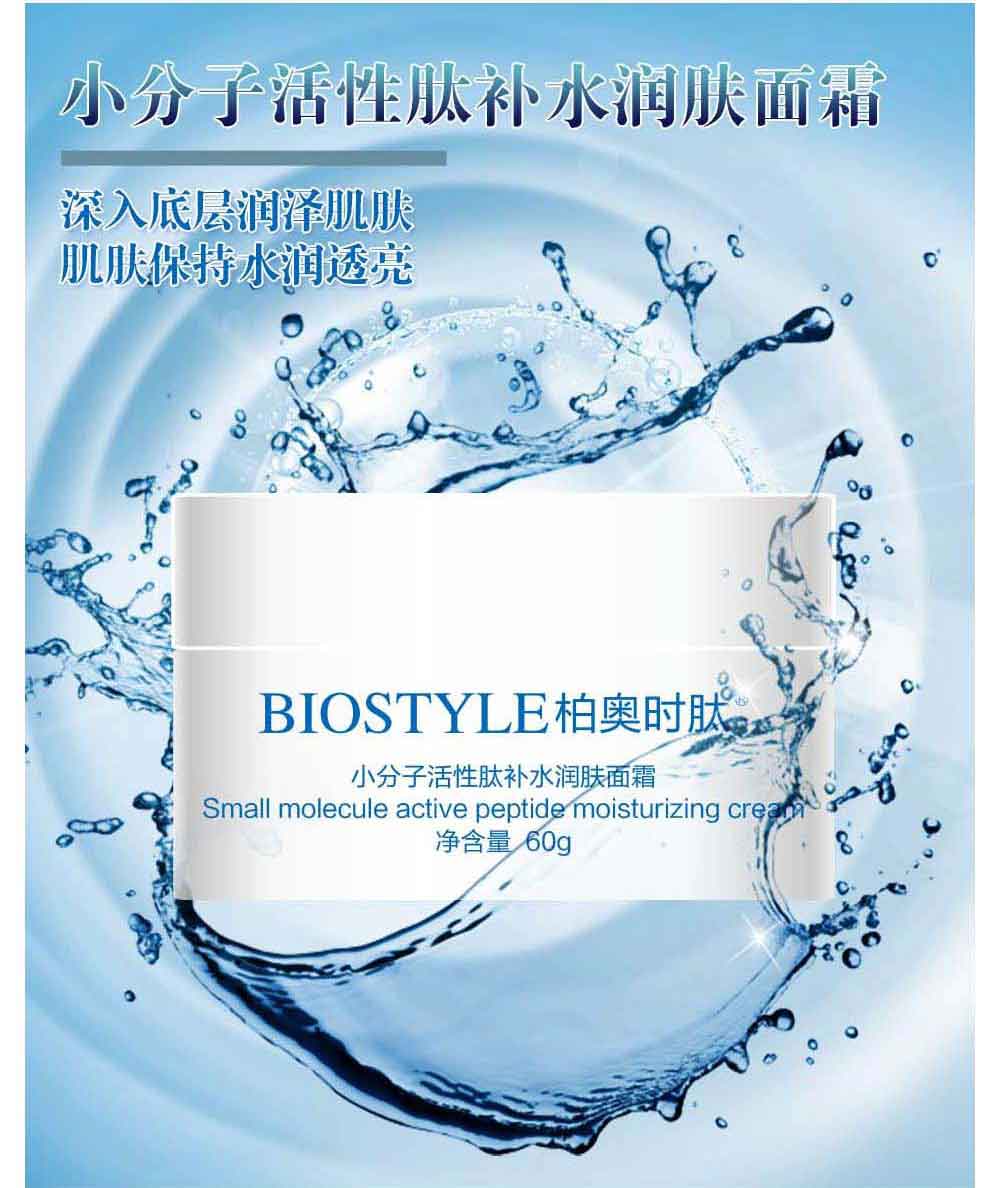 小分子活性肽补水润肤面霜
深入底层润泽肌肤
肌肤保持水润透亮
BIOSTYLE柏奥时肽
小分子活性肽补水润肤面霜
Small molecule active peptide moisturizing cream
净含量 60g